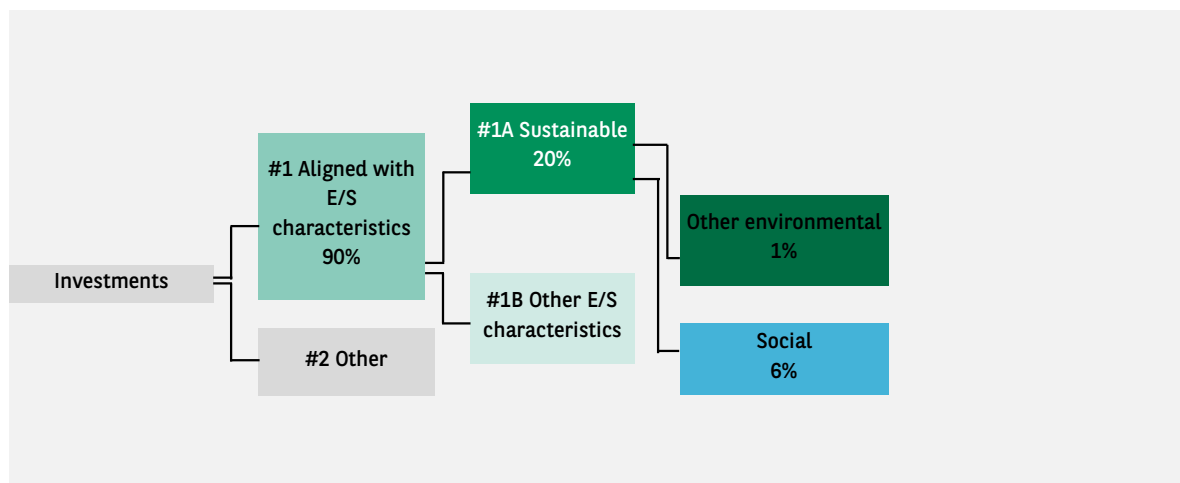 Investments
#1 Aligned with
E/S
characteristics
90%
#2 Other
#1A Sustainable
20%
#1B Other E/S
characteristics
Other environmental
1%
Social
6%